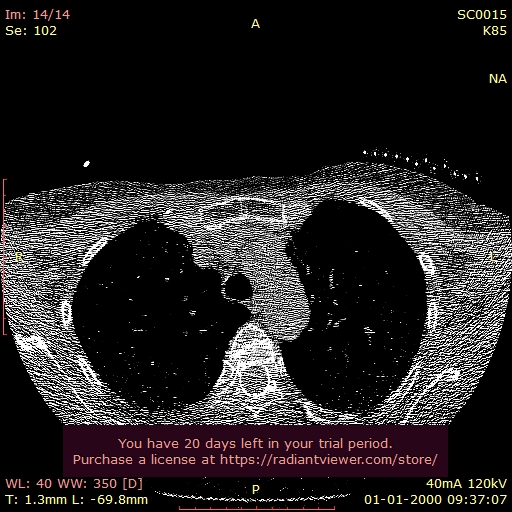 Im: 14/14
Se: 102
A
SC0015
K85
NA
R
L
You have 20 days left in your trial period.
Purchase a license at https://radiantviewer.com/store/
WL: 40 WW: 350 [D]
T: 1.3mm L: -69.8mm
P
40mA 120kV
01-01-2000 09:37:07